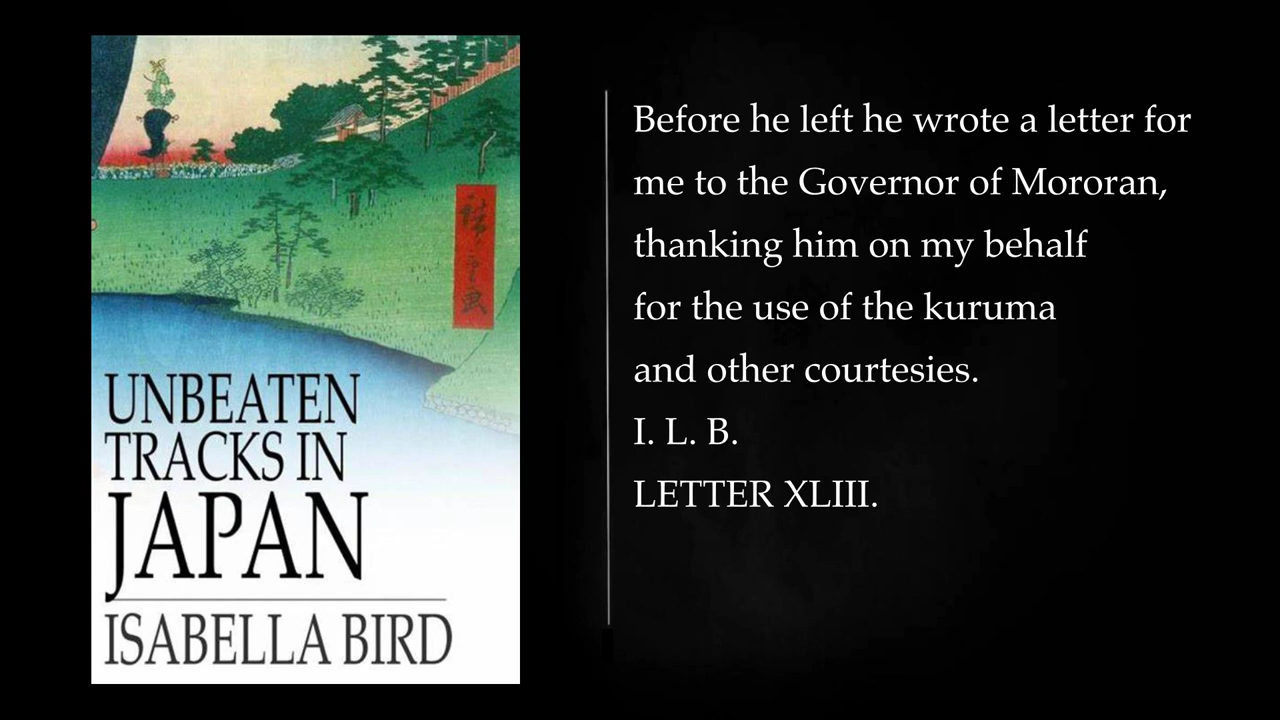 UNBEATEN
TRACKS IN
JAPAN
ISABELLA BIRD
Before he left he wrote a letter for
me to the Governor of Mororan,
thanking him on my behalf
for the use of the kuruma
and other courtesies.
I. L. B.
LETTER XLIII.